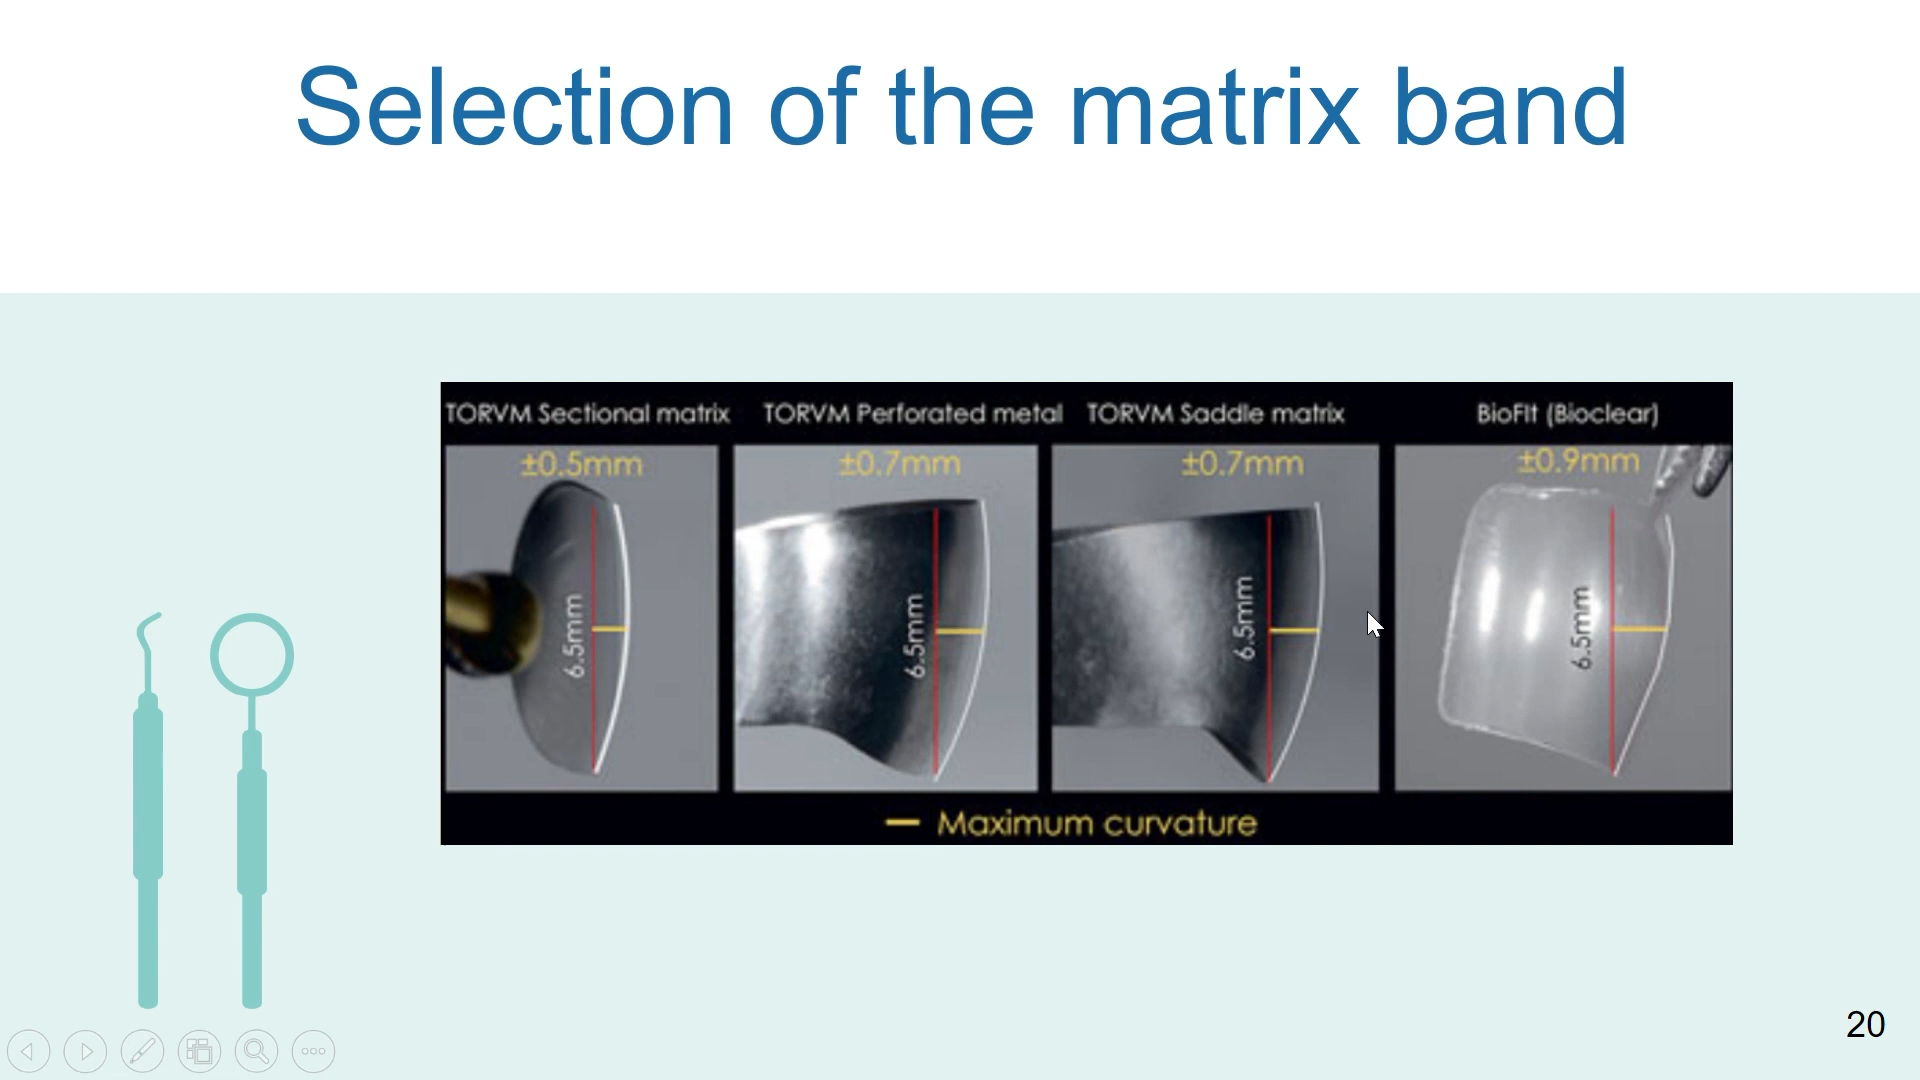 Selection of the matrix band
TORVM Sectional matrix
TORVM Perforated metal
TORVM Saddle matrix
BioFIt (Bioclear)
±0.5mm
±0.7mm
±0.7mm
±0.9mm
6.5mm
6.5mm
6.5mm
6.5mm
Maximum curvature
20